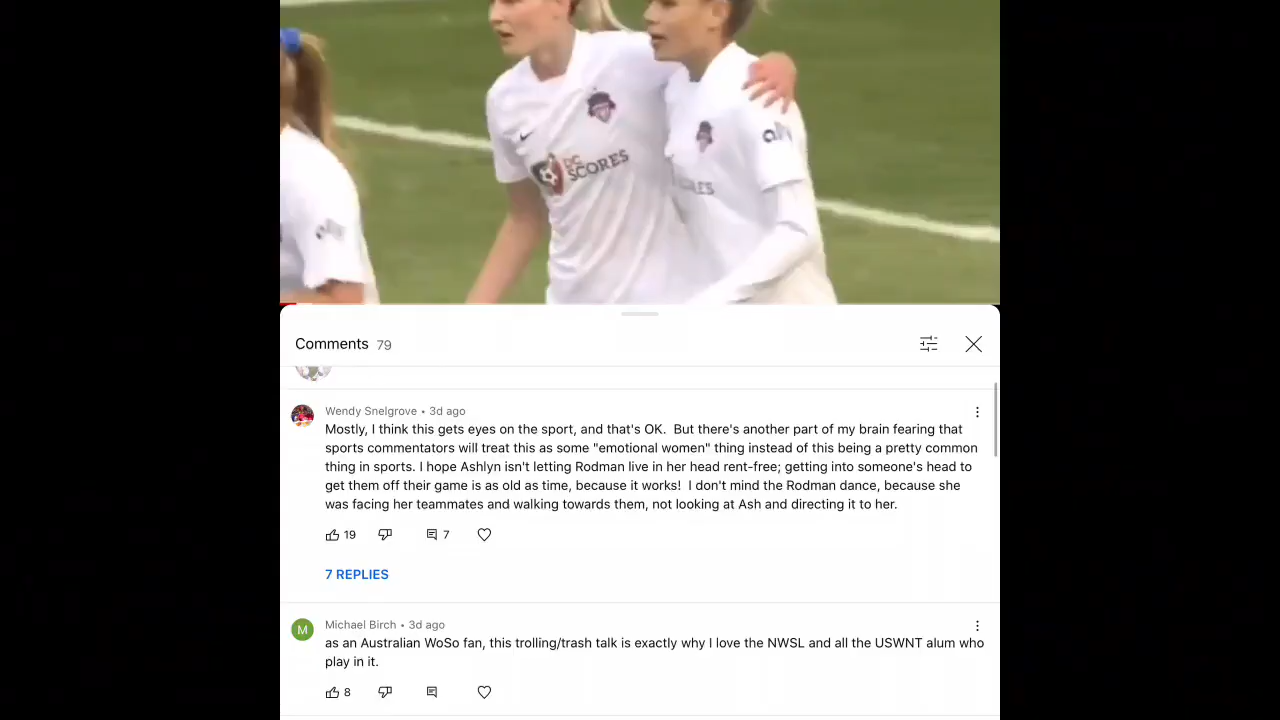 DC
SCORES
ally
Comments 79
Wendy Snelgrove • 3d ago
Mostly, I think this gets eyes on the sport, and that's OK.  But there's another part of my brain fearing that
sports commentators will treat this as some "emotional women" thing instead of this being a pretty common
thing in sports. I hope Ashlyn isn't letting Rodman live in her head rent-free; getting into someone's head to
get them off their game is as old as time, because it works!  I don't mind the Rodman dance, because she
was facing her teammates and walking towards them, not looking at Ash and directing it to her.
19 7
7 REPLIES
M
Michael Birch • 3d ago
as an Australian WoSo fan, this trolling/trash talk is exactly why I love the NWSL and all the USWNT alum who
play in it.
8